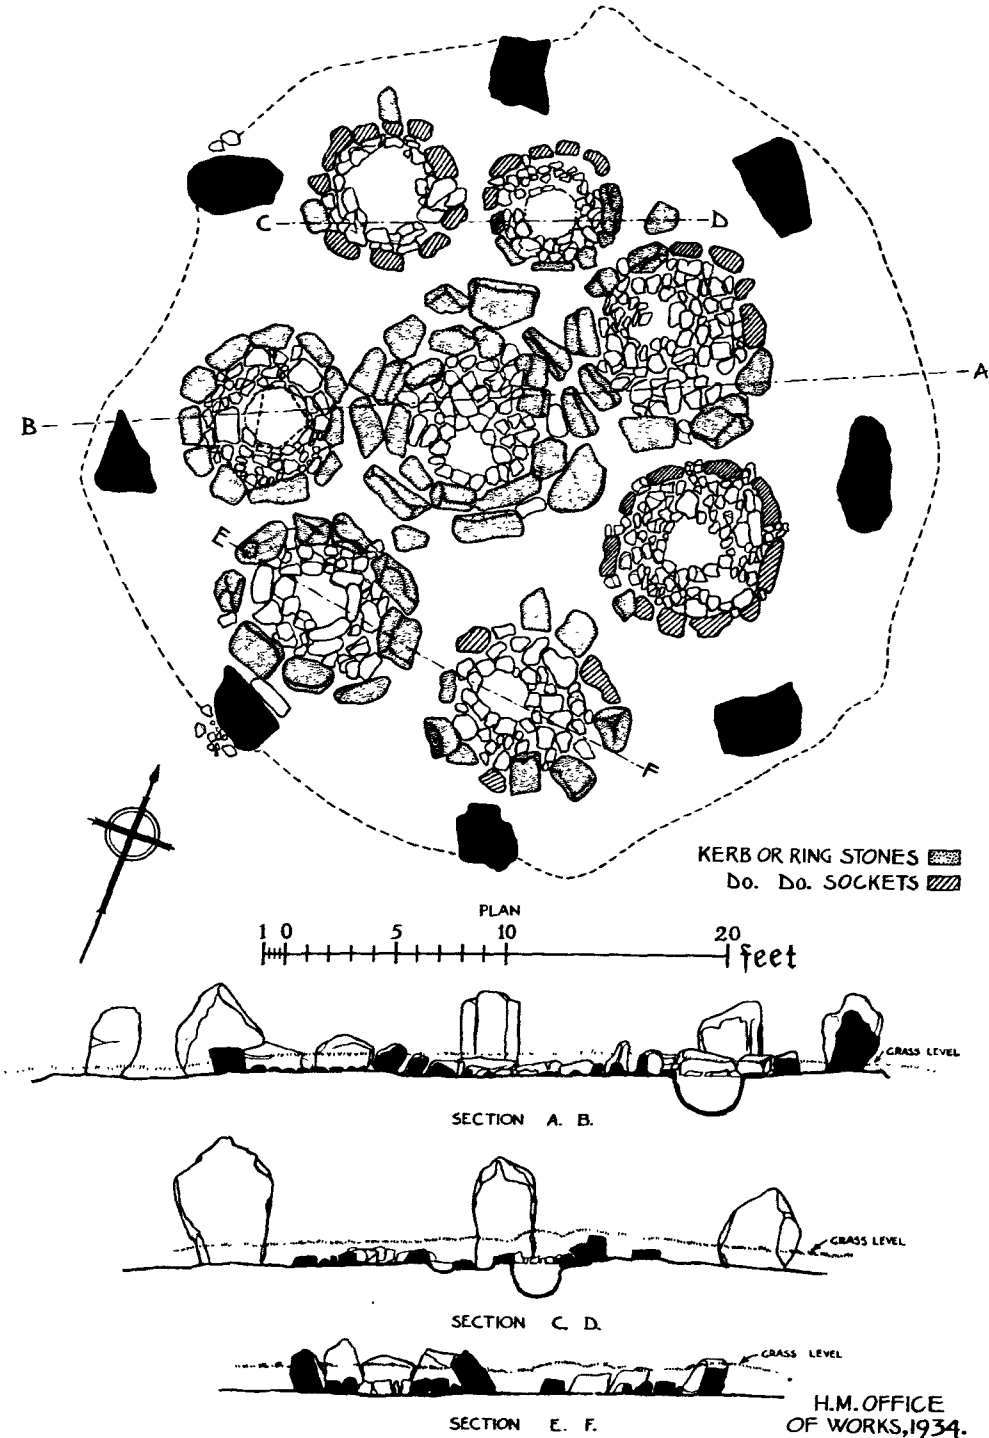 C D
A
B
E
F
KERB OR RING STONES
Do. Do. SOCKETS
PLAN
1 0 5 10 20 feet
GRASS LEVEL
SECTION A. B.
GRASS LEVEL
SECTION C. D.
GRASS LEVEL
SECTION E. F.
H.M. OFFICE
OF WORKS, 1934.